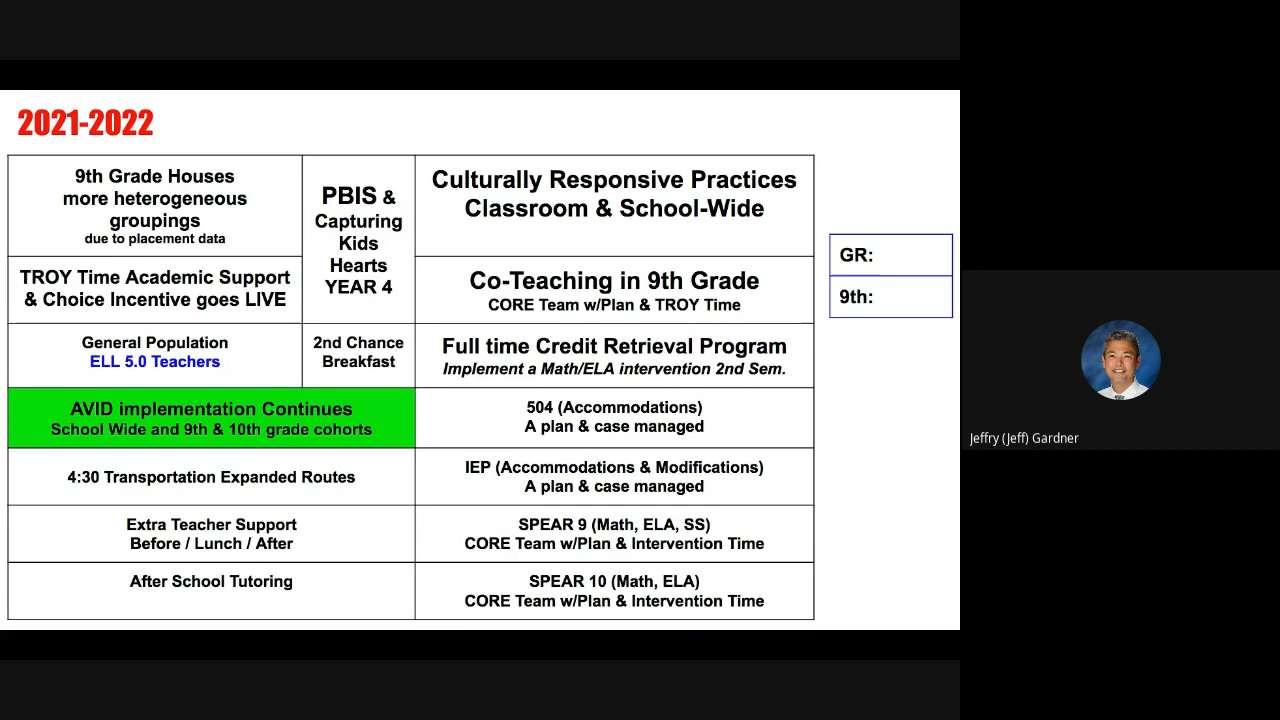 2021-2022
9th Grade Houses
more heterogeneous
groupings
due to placement data
PBIS &
Capturing
Kids
Hearts
YEAR 4
Culturally Responsive Practices
Classroom & School-Wide
TROY Time Academic Support
& Choice Incentive goes LIVE
Co-Teaching in 9th Grade
CORE Team w/Plan & TROY Time
General Population
ELL 5.0 Teachers
2nd Chance
Breakfast
Full time Credit Retrieval Program
Implement a Math/ELA intervention 2nd Sem.
AVID implementation Continues
School Wide and 9th & 10th grade cohorts
504 (Accommodations)
A plan & case managed
4:30 Transportation Expanded Routes
IEP (Accommodations & Modifications)
A plan & case managed
Extra Teacher Support
Before / Lunch / After
SPEAR 9 (Math, ELA, SS)
CORE Team w/Plan & Intervention Time
After School Tutoring
SPEAR 10 (Math, ELA)
CORE Team w/Plan & Intervention Time
GR:
9th:
Jeffry (Jeff) Gardner